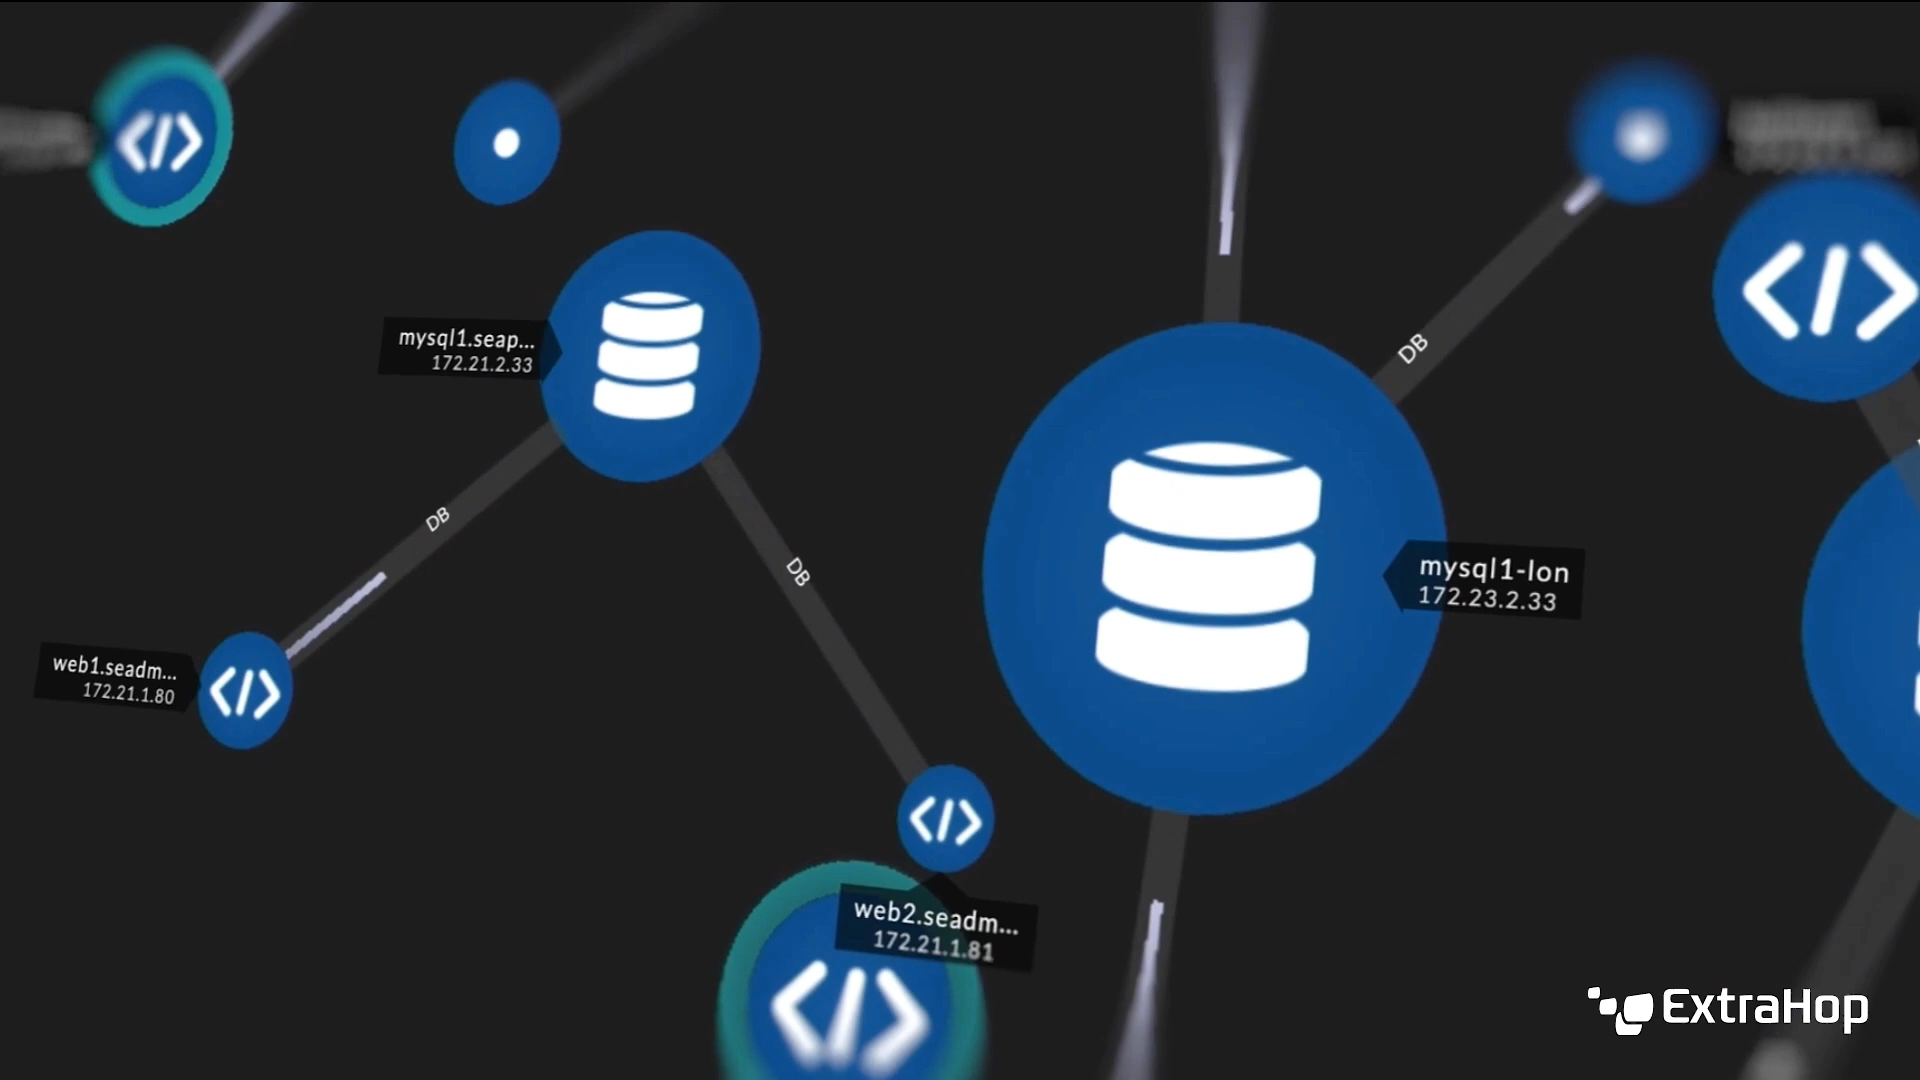 mysql1.seap...
172.21.2.33
DB
DB
DB
mysql1-lon
172.23.2.33
web1.seadm...
172.21.1.80
web2.seadm...
172.21.1.81
ExtraHop